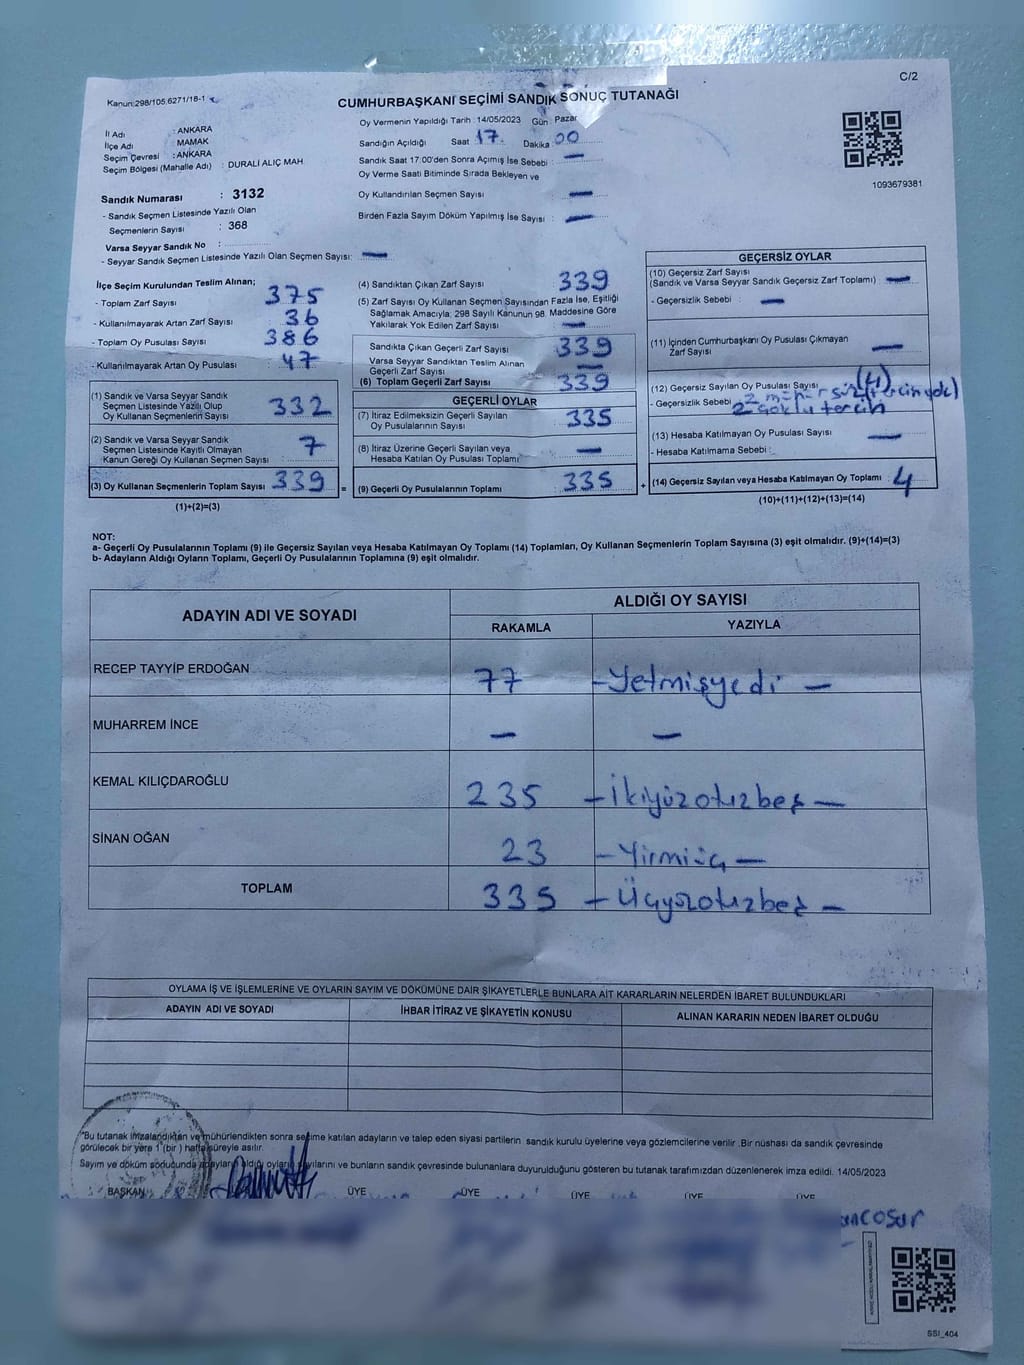 C/2
Kanun:298/105.6271/18-1
CUMHURBAŞKANI SEÇİMİ SANDIK SONUÇ TUTANAĞI
İl Adı : ANKARA
İlçe Adı : MAMAK
Seçim Çevresi : ANKARA
Seçim Bölgesi (Mahalle Adı) : DURALİ ALIÇ MAH.
Sandık Numarası : 3132
- Sandık Seçmen Listesinde Yazılı Olan
Seçmenlerin Sayısı : 368
Varsa Seyyar Sandık No :
- Seyyar Sandık Seçmen Listesinde Yazılı Olan Seçmen Sayısı: —
Oy Vermenin Yapıldığı Tarih : 14/05/2023 Gün : Pazar
Sandığın Açıldığı Saat 17 Dakika 00
Sandık Saat 17:00'den Sonra Açımış İse Sebebi : —
Oy Verme Saati Bitiminde Sırada Bekleyen ve
Oy Kullandırılan Seçmen Sayısı : —
Birden Fazla Sayım Döküm Yapılmış İse Sayısı : —
1093679381
İlçe Seçim Kurulundan Teslim Alınan;
- Toplam Zarf Sayısı : 375
- Kullanılmayarak Artan Zarf Sayısı : 36
- Toplam Oy Pusulası Sayısı : 386
- Kullanılmayarak Artan Oy Pusulası : 47
(1) Sandık ve Varsa Seyyar Sandık
Seçmen Listesinde Yazılı Olup
Oy Kullanan Seçmenlerin Sayısı : 332
(2) Sandık ve Varsa Seyyar Sandık
Seçmen Listesinde Kayıtlı Olmayan
Kanun Gereği Oy Kullanan Seçmen Sayısı : 7
(3) Oy Kullanan Seçmenlerin Toplam Sayısı : 339 =
(1)+(2)=(3)
(4) Sandıktan Çıkan Zarf Sayısı : 339
(5) Zarf Sayısı Oy Kullanan Seçmen Sayısından Fazla İse, Eşitliği
Sağlamak Amacıyla, 298 Sayılı Kanunun 98. Maddesine Göre
Yakılarak Yok Edilen Zarf Sayısı : —
Sandıkta Çıkan Geçerli Zarf Sayısı : 339
Varsa Seyyar Sandıktan Teslim Alınan
Geçerli Zarf Sayısı : —
(6) Toplam Geçerli Zarf Sayısı : 339
GEÇERLİ OYLAR
(7) İtiraz Edilmeksizin Geçerli Sayılan
Oy Pusulalarının Sayısı : 335
(8) İtiraz Üzerine Geçerli Sayılan veya
Hesaba Katılan Oy Pusulası Toplamı : —
(9) Geçerli Oy Pusulalarının Toplamı : 335 +
GEÇERSİZ OYLAR
(10) Geçersiz Zarf Sayısı
(Sandık ve Varsa Seyyar Sandık Geçersiz Zarf Toplamı) : —
- Geçersizlik Sebebi : —
(11) İçinden Cumhurbaşkanı Oy Pusulası Çıkmayan
Zarf Sayısı : —
(12) Geçersiz Sayılan Oy Pusulası Sayısı : (4)
- Geçersizlik Sebebi : 2 mühürsüz (tercih yok)
2 çoklu tercih
(13) Hesaba Katılmayan Oy Pusulası Sayısı : —
- Hesaba Katılmama Sebebi :
(14) Geçersiz Sayılan veya Hesaba Katılmayan Oy Toplamı : 4
(10)+(11)+(12)+(13)=(14)
NOT:
a- Geçerli Oy Pusulalarının Toplamı (9) ile Geçersiz Sayılan veya Hesaba Katılmayan Oy Toplamı (14) Toplamları, Oy Kullanan Seçmenlerin Toplam Sayısına (3) eşit olmalıdır. (9)+(14)=(3)
b- Adayların Aldığı Oyların Toplamı, Geçerli Oy Pusulalarının Toplamına (9) eşit olmalıdır.
ADAYIN ADI VE SOYADI
ALDIĞI OY SAYISI
RAKAMLA YAZIYLA
RECEP TAYYİP ERDOĞAN 77 — Yetmişyedi —
MUHARREM İNCE — —
KEMAL KILIÇDAROĞLU 235 — İkiyüzotuzbeş —
SİNAN OĞAN 23 — Yirmiüç —
TOPLAM 335 — Üçyüzotuzbeş —
OYLAMA İŞ VE İŞLEMLERİNE VE OYLARIN SAYIM VE DÖKÜMÜNE DAİR ŞİKAYETLERLE BUNLARA AİT KARARLARIN NELERDEN İBARET BULUNDUKLARI
ADAYIN ADI VE SOYADI İHBAR İTİRAZ VE ŞİKAYETİN KONUSU ALINAN KARARIN NEDEN İBARET OLDUĞU
"Bu tutanak imzalandıktan ve mühürlendikten sonra seçime katılan adayların ve talep eden siyasi partilerin sandık kurulu üyelerine veya gözlemcilerine verilir .Bir nüshası da sandık çevresinde
görülecek bir yere 1 (bir ) hafta süreyle asılır.
Sayım ve döküm sonucunda adayların aldığı oyların sayılarını ve bunların sandık çevresinde bulunanlara duyurulduğunu gösteren bu tutanak tarafımızdan düzenlenerek imza edildi. 14/05/2023
BAŞKAN ÜYE ÜYE ÜYE ÜYE ÜYE
SSI_404